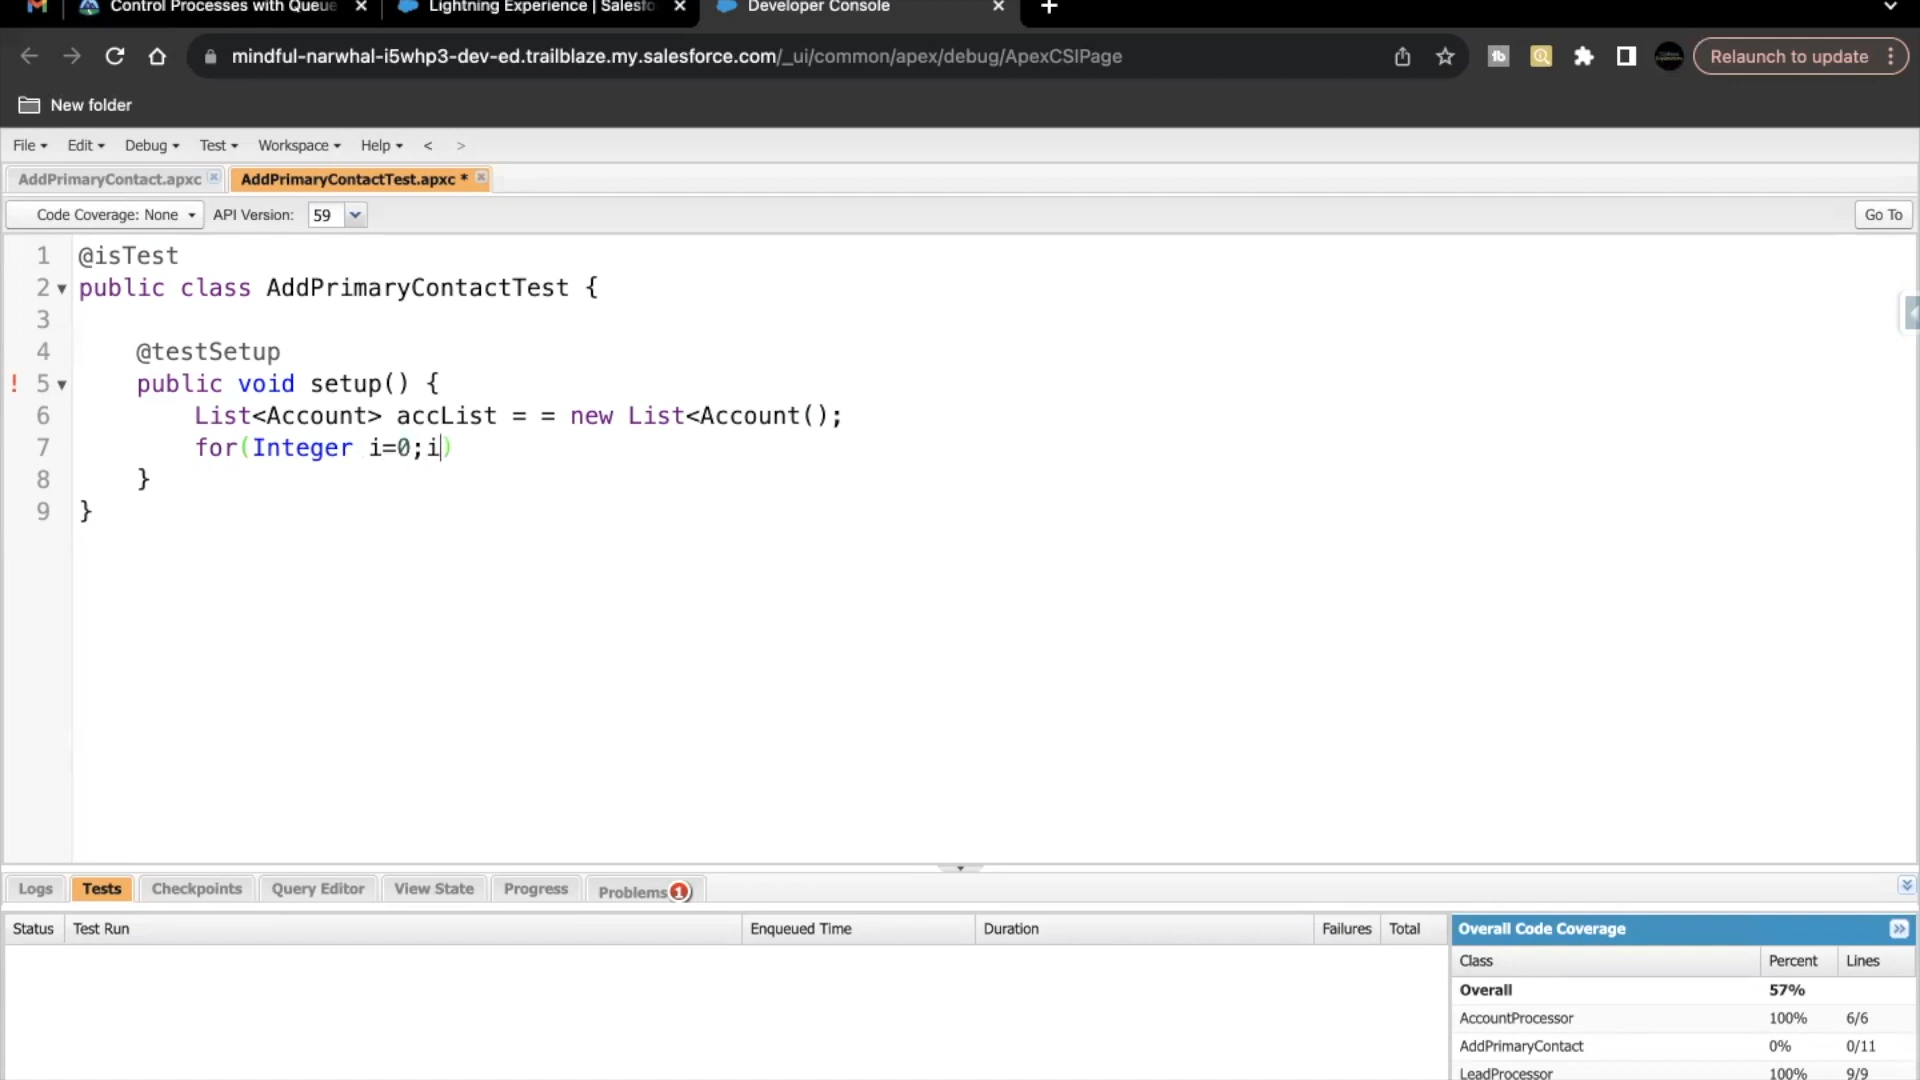 Control Processes with Queue
Lightning Experience | Salesfo
Developer Console
mindful-narwhal-i5whp3-dev-ed.trailblaze.my.salesforce.com/_ui/common/apex/debug/ApexCSIPage
Relaunch to update
New folder
File Edit Debug Test Workspace Help < >
AddPrimaryContact.apxc AddPrimaryContactTest.apxc *
Code Coverage: None API Version: 59 Go To
1 @isTest
2 public class AddPrimaryContactTest {
3
4 @testSetup
! 5 public void setup() {
6 List<Account> accList = = new List<Account();
7 for(Integer i=0;i)
8 }
9 }
Logs Tests Checkpoints Query Editor View State Progress Problems 1
Status Test Run Enqueued Time Duration Failures Total
Overall Code Coverage
Class Percent Lines
Overall 57%
AccountProcessor 100% 6/6
AddPrimaryContact 0% 0/11
LeadProcessor 100% 9/9